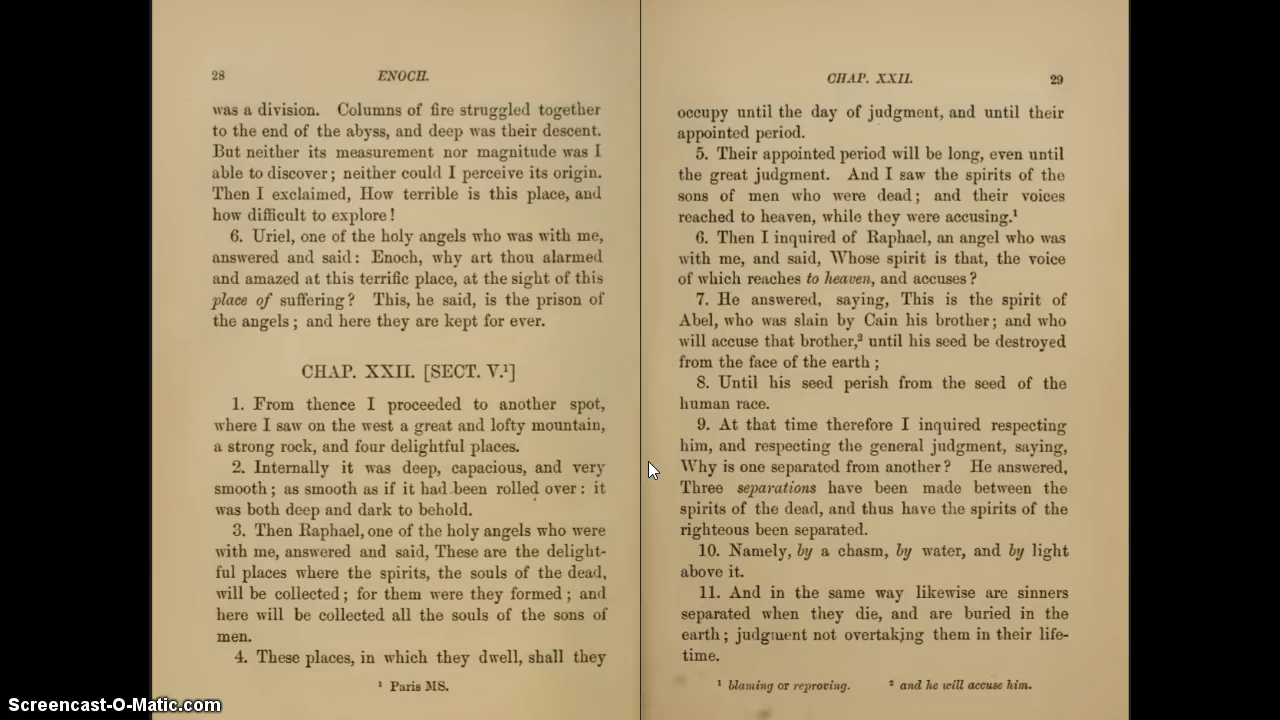 28
ENOCH.
was a division. Columns of fire struggled together
to the end of the abyss, and deep was their descent.
But neither its measurement nor magnitude was I
able to discover; neither could I perceive its origin.
Then I exclaimed, How terrible is this place, and
how difficult to explore!
6. Uriel, one of the holy angels who was with me,
answered and said: Enoch, why art thou alarmed
and amazed at this terrific place, at the sight of this
place of suffering? This, he said, is the prison of
the angels; and here they are kept for ever.
CHAP. XXII. [SECT. V.¹]
1. From thence I proceeded to another spot,
where I saw on the west a great and lofty mountain,
a strong rock, and four delightful places.
2. Internally it was deep, capacious, and very
smooth; as smooth as if it had been rolled over: it
was both deep and dark to behold.
3. Then Raphael, one of the holy angels who were
with me, answered and said, These are the delight-
ful places where the spirits, the souls of the dead,
will be collected; for them were they formed; and
here will be collected all the souls of the sons of
men.
4. These places, in which they dwell, shall they
¹ Paris MS.
CHAP. XXII.
29
occupy until the day of judgment, and until their
appointed period.
5. Their appointed period will be long, even until
the great judgment. And I saw the spirits of the
sons of men who were dead; and their voices
reached to heaven, while they were accusing.¹
6. Then I inquired of Raphael, an angel who was
with me, and said, Whose spirit is that, the voice
of which reaches to heaven, and accuses?
7. He answered, saying, This is the spirit of
Abel, who was slain by Cain his brother; and who
will accuse that brother,² until his seed be destroyed
from the face of the earth;
8. Until his seed perish from the seed of the
human race.
9. At that time therefore I inquired respecting
him, and respecting the general judgment, saying,
Why is one separated from another? He answered,
Three separations have been made between the
spirits of the dead, and thus have the spirits of the
righteous been separated.
10. Namely, by a chasm, by water, and by light
above it.
11. And in the same way likewise are sinners
separated when they die, and are buried in the
earth; judgment not overtaking them in their life-
time.
¹ blaming or reproving. ² and he will accuse him.
Screencast-O-Matic.com